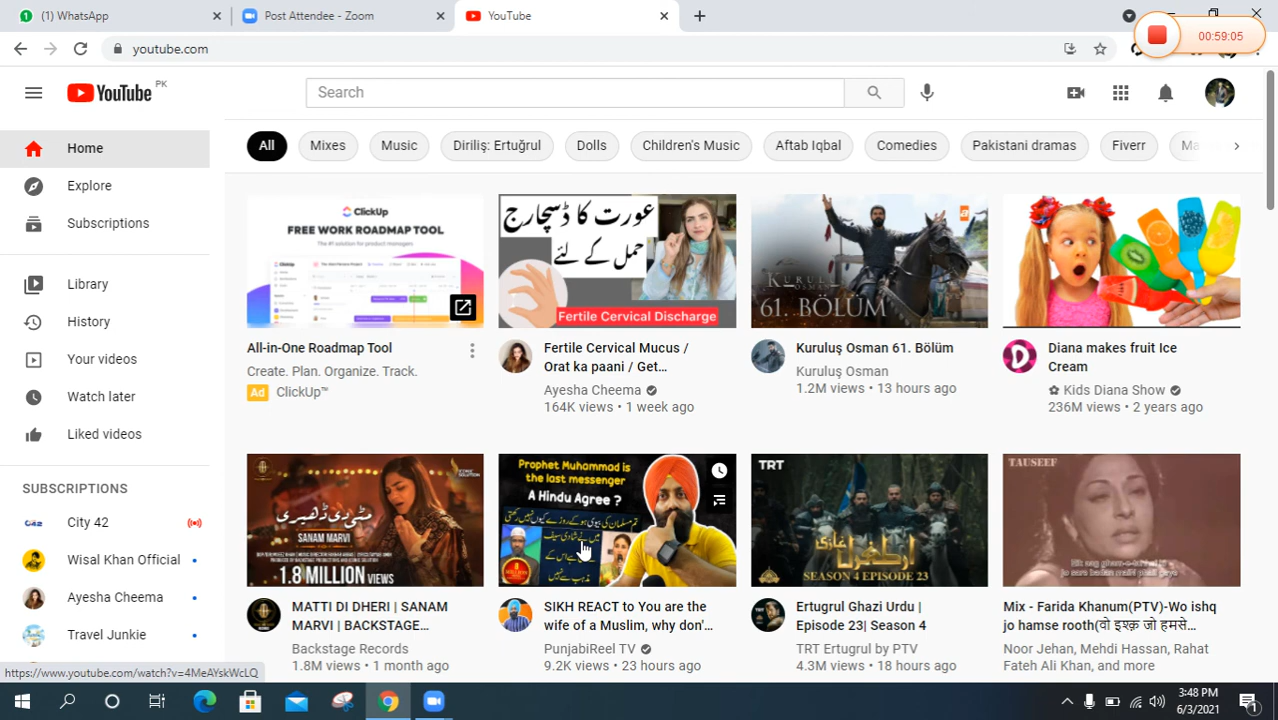 (1) WhatsApp
Post Attendee - Zoom
YouTube
youtube.com
00:59:05
YouTube PK
Search
Home
Explore
Subscriptions
Library
History
Your videos
Watch later
Liked videos
SUBSCRIPTIONS
City 42
Wisal Khan Official
Ayesha Cheema
Travel Junkie
All
Mixes
Music
Diriliş: Ertuğrul
Dolls
Children's Music
Aftab Iqbal
Comedies
Pakistani dramas
Fiverr
ClickUp
FREE WORK ROADMAP TOOL
All-in-One Roadmap Tool
Create. Plan. Organize. Track.
Ad ClickUp™
عورت کا ڈسچارج
حمل کے لئے
Fertile Cervical Discharge
Fertile Cervical Mucus /
Orat ka paani / Get...
Ayesha Cheema
164K views • 1 week ago
KURULUŞ
OSMAN
61. BÖLÜM
Kuruluş Osman 61. Bölüm
Kuruluş Osman
1.2M views • 13 hours ago
Diana makes fruit Ice
Cream
✿ Kids Diana Show
236M views • 2 years ago
مٹی دی ڈھیری
SANAM MARVI
1.8 MILLION VIEWS
MATTI DI DHERI | SANAM
MARVI | BACKSTAGE...
Backstage Records
1.8M views • 1 month ago
Prophet Muhammad is
the last messenger
A Hindu Agree ?
SIKH REACT to You are the
wife of a Muslim, why don'...
PunjabiReel TV
9.2K views • 23 hours ago
TRT
ارطغرل غازی
SEASON 4 EPISODE 23
Ertugrul Ghazi Urdu |
Episode 23| Season 4
TRT Ertugrul by PTV
4.3M views • 18 hours ago
TAUSEEF
Mix - Farida Khanum(PTV)-Wo ishq
jo hamse rooth(वो इश्क़ जो हमसे...
Noor Jehan, Mehdi Hassan, Rahat
Fateh Ali Khan, and more
https://www.youtube.com/watch?v=4MeAYskWcLQ
3:48 PM
6/3/2021